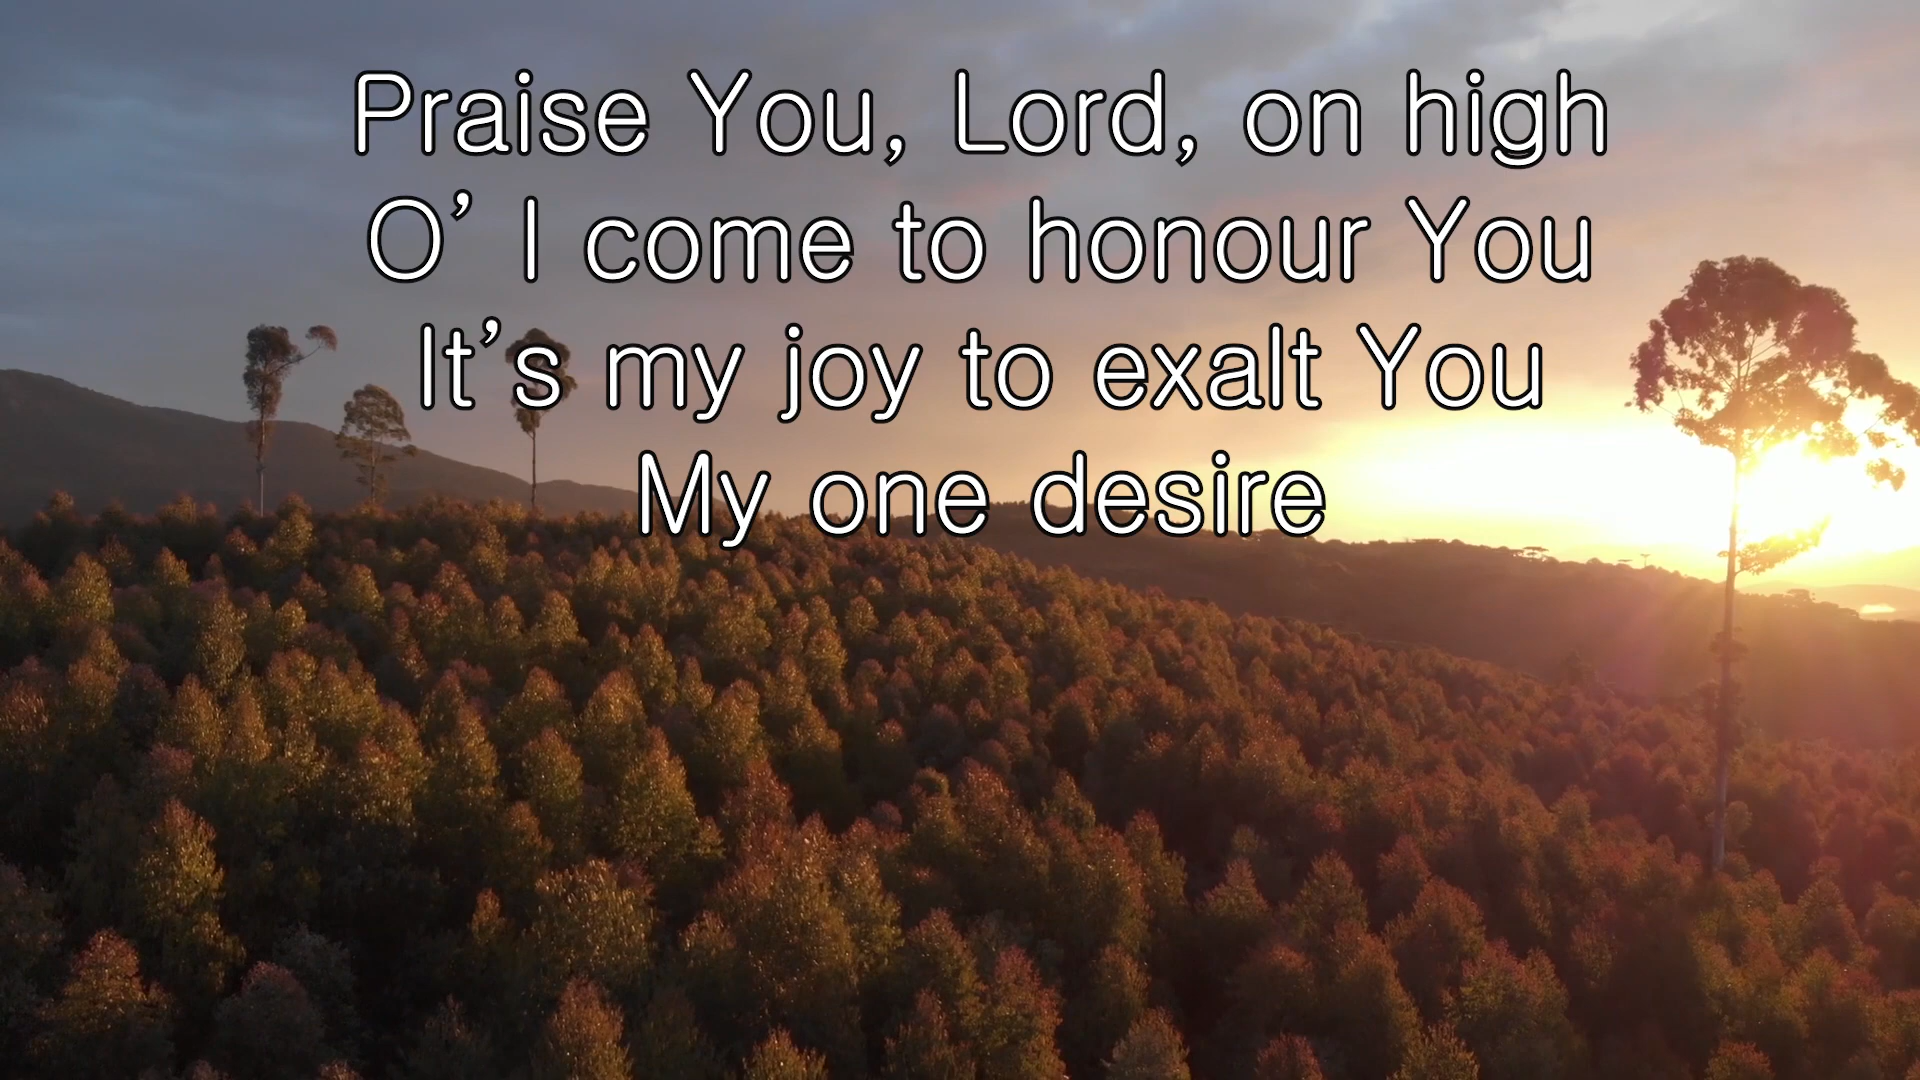 Praise You, Lord, on high
O’ I come to honour You
It’s my joy to exalt You
My one desire